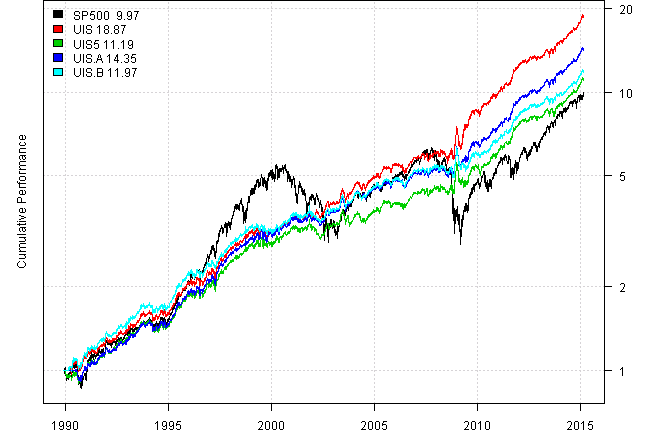 SP500 9.97
UIS 18.87
UIS5 11.19
UIS.A 14.35
UIS.B 11.97
Cumulative Performance
20
10
5
2
1
1990 1995 2000 2005 2010 2015